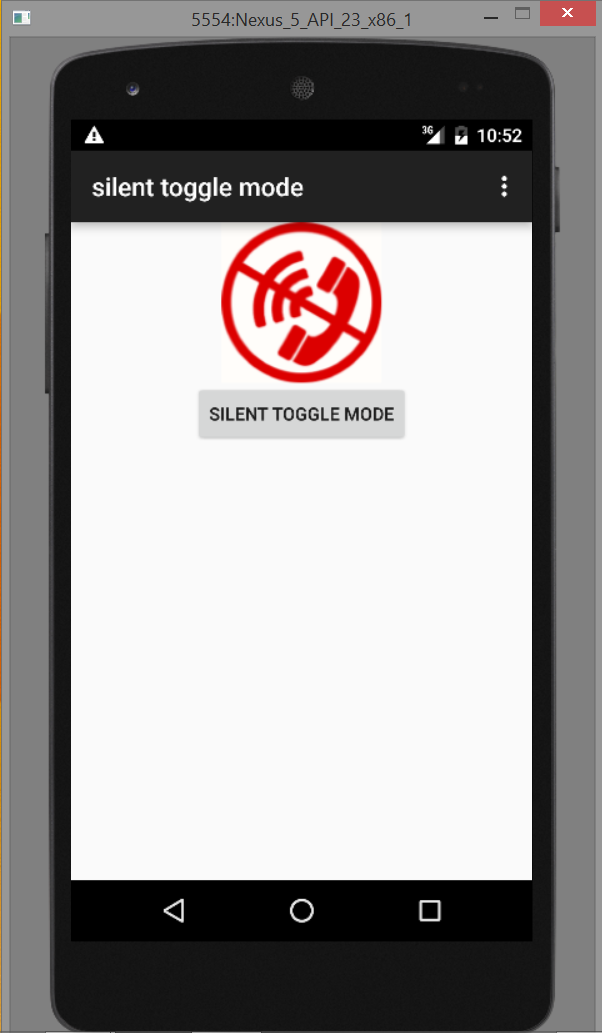 5554:Nexus_5_API_23_x86_1
3G 10:52
silent toggle mode
SILENT TOGGLE MODE